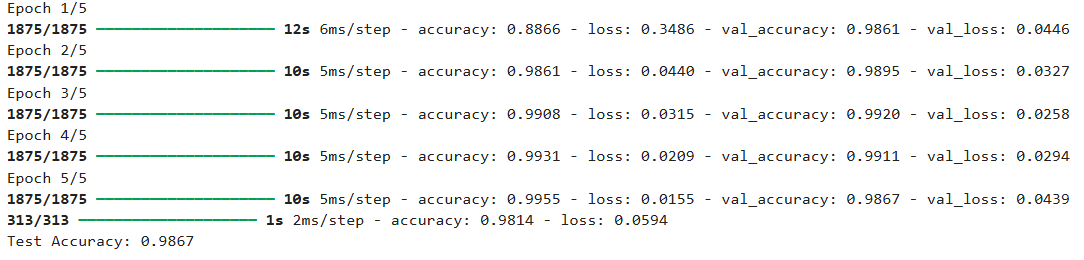 Epoch 1/5
1875/1875 ━━━━━━━━━━━━━━━━━━━━ 12s 6ms/step - accuracy: 0.8866 - loss: 0.3486 - val_accuracy: 0.9861 - val_loss: 0.0446
Epoch 2/5
1875/1875 ━━━━━━━━━━━━━━━━━━━━ 10s 5ms/step - accuracy: 0.9861 - loss: 0.0440 - val_accuracy: 0.9895 - val_loss: 0.0327
Epoch 3/5
1875/1875 ━━━━━━━━━━━━━━━━━━━━ 10s 5ms/step - accuracy: 0.9908 - loss: 0.0315 - val_accuracy: 0.9920 - val_loss: 0.0258
Epoch 4/5
1875/1875 ━━━━━━━━━━━━━━━━━━━━ 10s 5ms/step - accuracy: 0.9931 - loss: 0.0209 - val_accuracy: 0.9911 - val_loss: 0.0294
Epoch 5/5
1875/1875 ━━━━━━━━━━━━━━━━━━━━ 10s 5ms/step - accuracy: 0.9955 - loss: 0.0155 - val_accuracy: 0.9867 - val_loss: 0.0439
313/313 ━━━━━━━━━━━━━━━━━━━━ 1s 2ms/step - accuracy: 0.9814 - loss: 0.0594
Test Accuracy: 0.9867